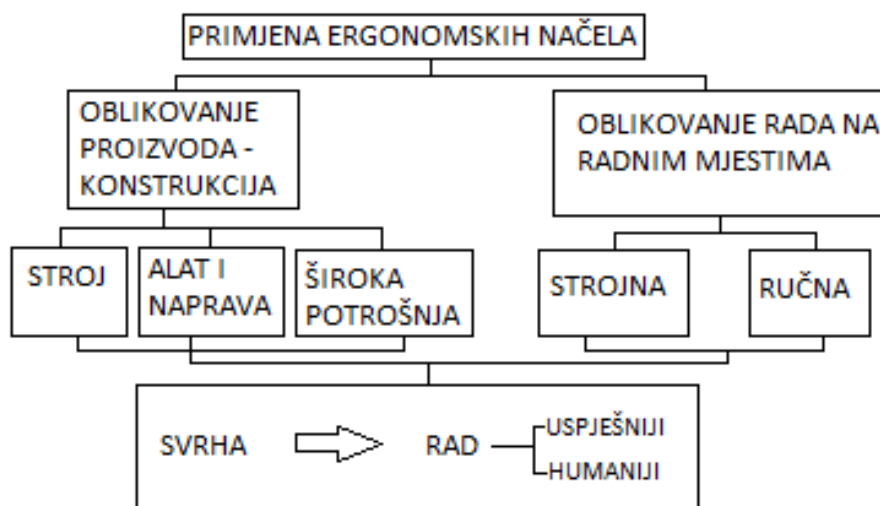 PRIMJENA ERGONOMSKIH NAČELA
OBLIKOVANJE
PROIZVODA -
KONSTRUKCIJA
OBLIKOVANJE RADA NA
RADNIM MJESTIMA
STROJ
ALAT I
NAPRAVA
ŠIROKA
POTROŠNJA
STROJNA
RUČNA
SVRHA
RAD
USPJEŠNIJI
HUMANIJI